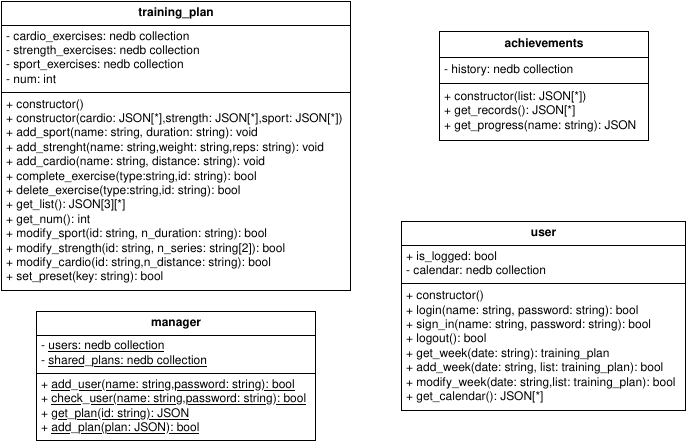 training_plan
- cardio_exercises: nedb collection
- strength_exercises: nedb collection
- sport_exercises: nedb collection
- num: int
+ constructor()
+ constructor(cardio: JSON[*],strength: JSON[*],sport: JSON[*])
+ add_sport(name: string, duration: string): void
+ add_strenght(name: string,weight: string,reps: string): void
+ add_cardio(name: string, distance: string): void
+ complete_exercise(type:string,id: string): bool
+ delete_exercise(type:string,id: string): bool
+ get_list(): JSON[3][*]
+ get_num(): int
+ modify_sport(id: string, n_duration: string): bool
+ modify_strength(id: string, n_series: string[2]): bool
+ modify_cardio(id: string,n_distance: string): bool
+ set_preset(key: string): bool
achievements
- history: nedb collection
+ constructor(list: JSON[*])
+ get_records(): JSON[*]
+ get_progress(name: string): JSON
user
+ is_logged: bool
- calendar: nedb collection
+ constructor()
+ login(name: string, password: string): bool
+ sign_in(name: string, password: string): bool
+ logout(): bool
+ get_week(date: string): training_plan
+ add_week(date: string, list: training_plan): bool
+ modify_week(date: string,list: training_plan): bool
+ get_calendar(): JSON[*]
manager
- users: nedb collection
- shared_plans: nedb collection
+ add_user(name: string,password: string): bool
+ check_user(name: string,password: string): bool
+ get_plan(id: string): JSON
+ add_plan(plan: JSON): bool